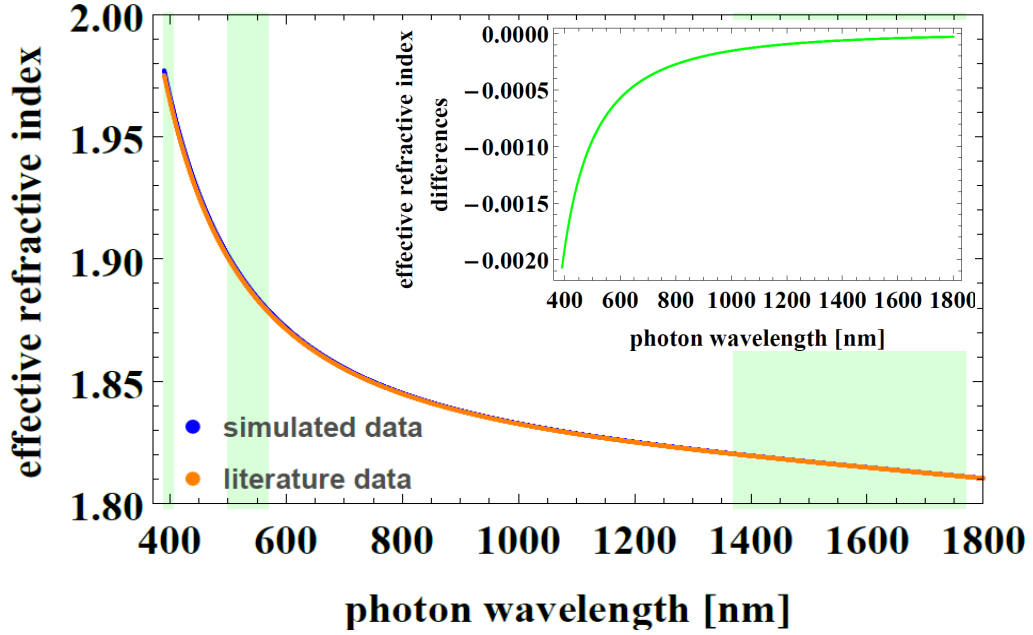 effective refractive index
2.00
1.95
1.90
1.85
1.80
simulated data
literature data
400 600 800 1000 1200 1400 1600 1800
photon wavelength [nm]
effective refractive index
differences
0.0000
−0.0005
−0.0010
−0.0015
−0.0020
400 600 800 1000 1200 1400 1600 1800
photon wavelength [nm]